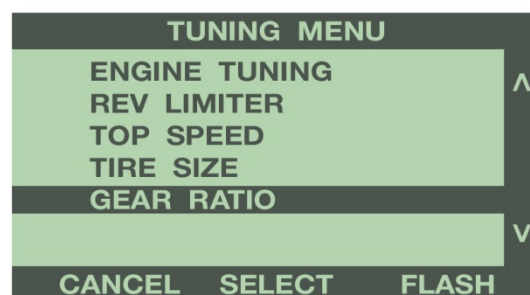 TUNING MENU
ENGINE TUNING
REV LIMITER
TOP SPEED
TIRE SIZE
GEAR RATIO
CANCEL SELECT FLASH